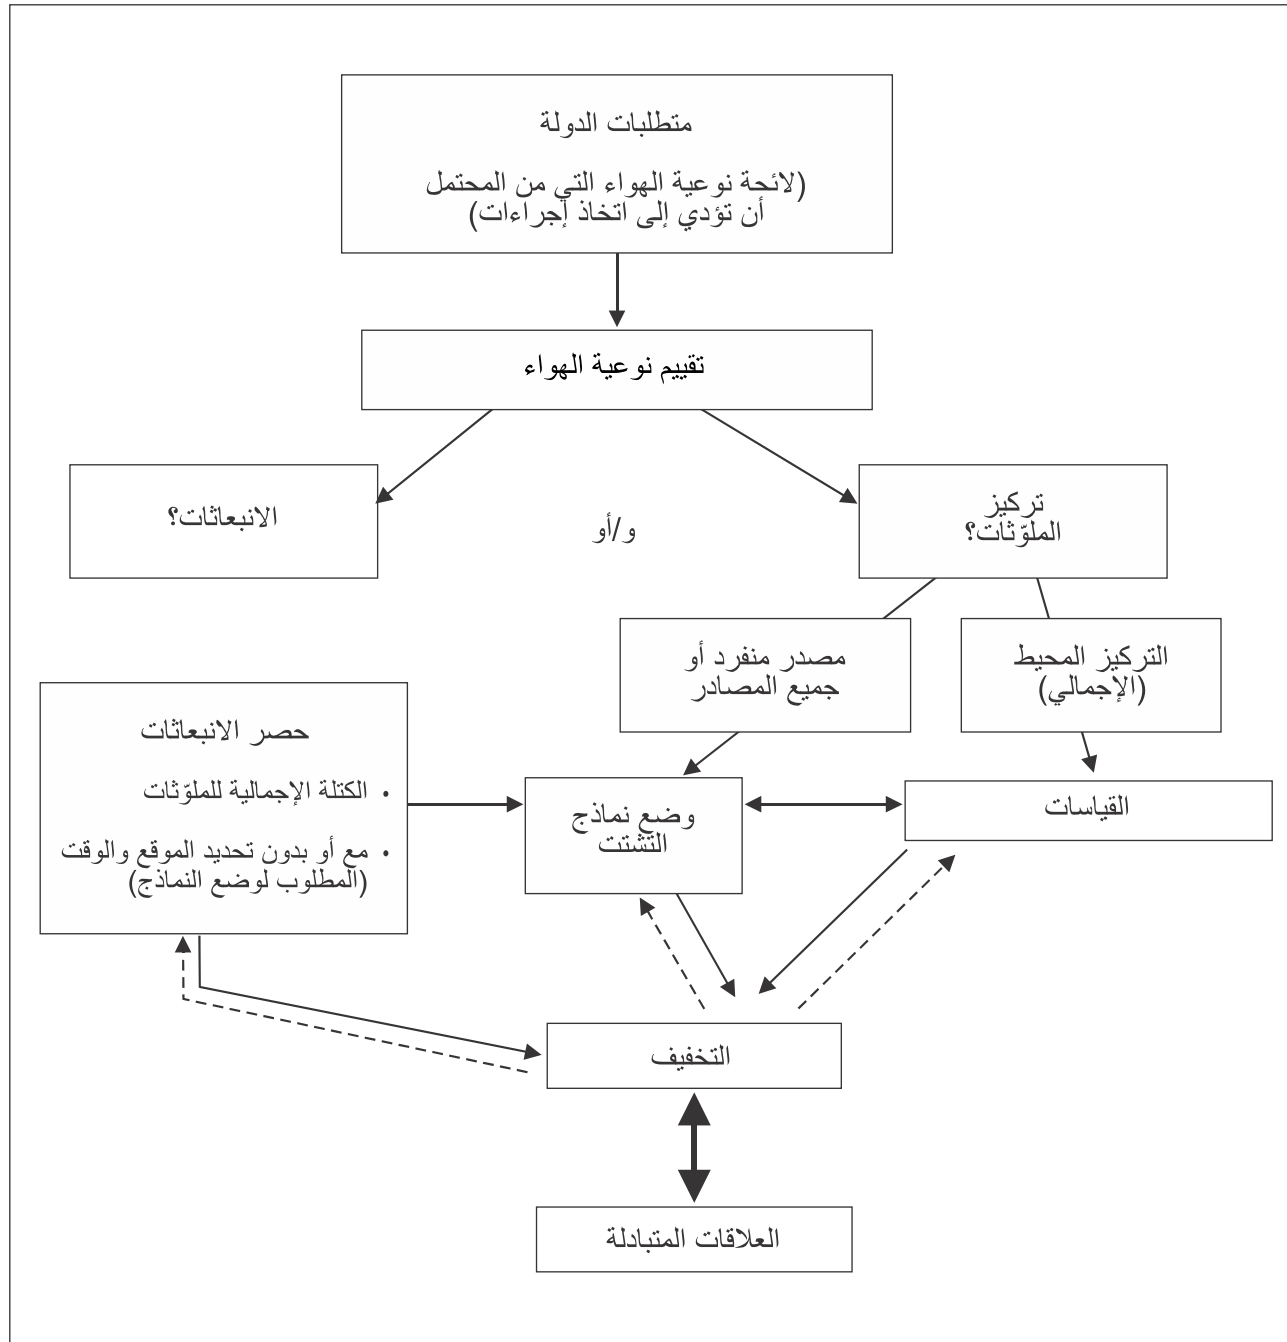 متطلبات الدولة
(لائحة نوعية الهواء التي من المحتمل
أن تؤدي إلى اتخاذ إجراءات)
تقييم نوعية الهواء
تركيز
الملوّثات؟
و/أو
الانبعاثات؟
التركيز المحيط
(الإجمالي)
مصدر منفرد أو
جميع المصادر
حصر الانبعاثات
• الكتلة الإجمالية للملوّثات
• مع أو بدون تحديد الموقع والوقت
(المطلوب لوضع النماذج)
القياسات
وضع نماذج
التشتت
التخفيف
العلاقات المتبادلة